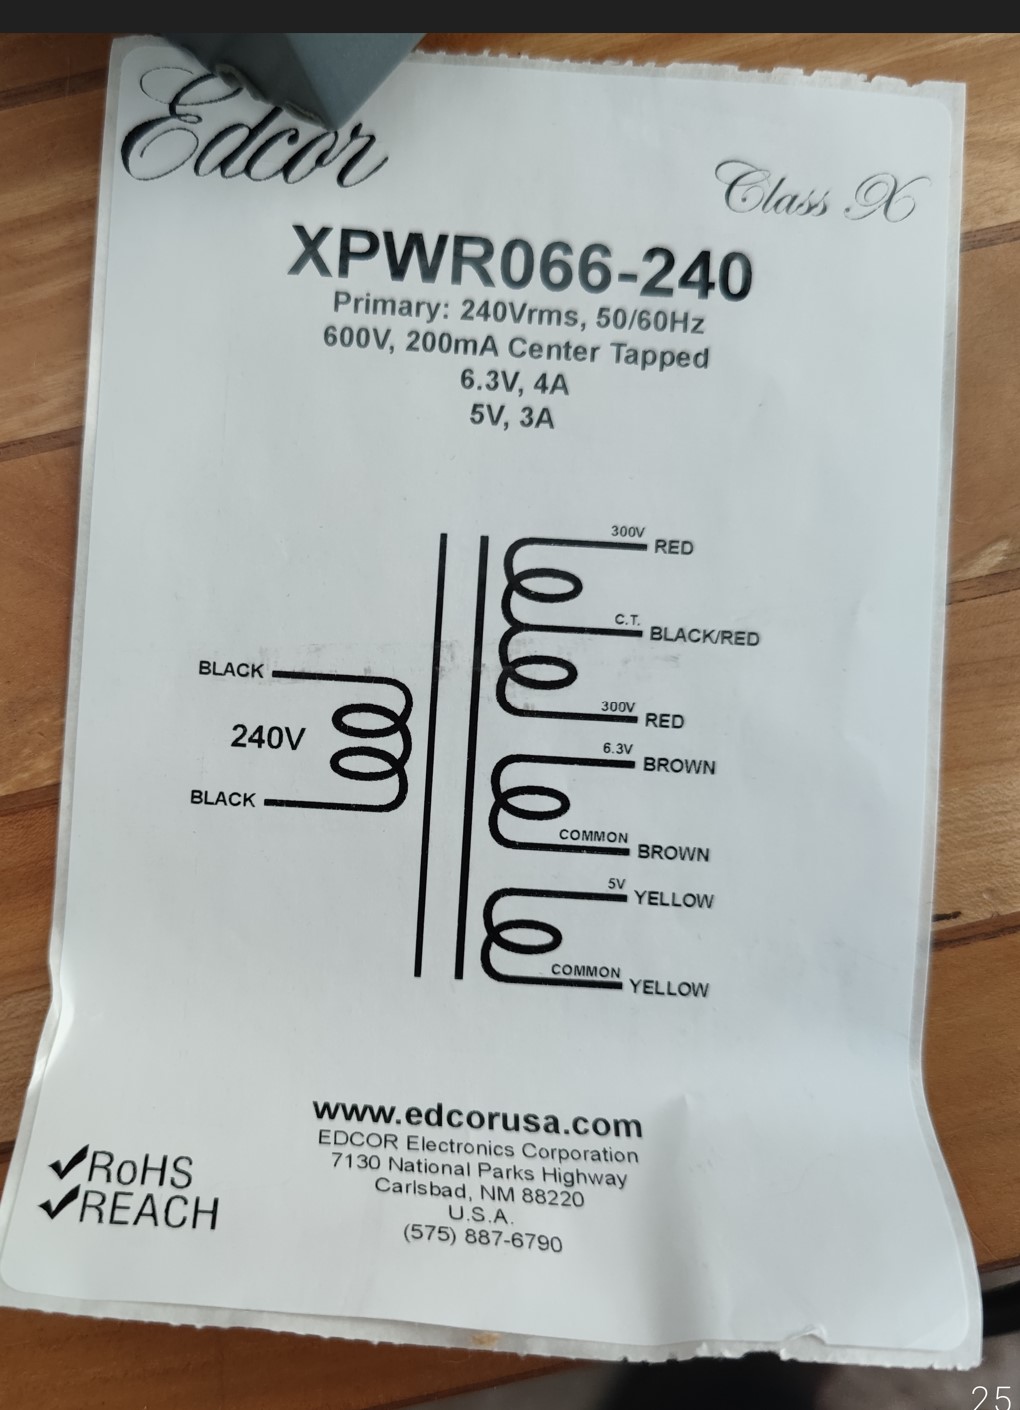 Edcor
Class X
XPWR066-240
Primary: 240Vrms, 50/60Hz
600V, 200mA Center Tapped
6.3V, 4A
5V, 3A
300V RED
C.T. BLACK/RED
BLACK
300V RED
240V
6.3V BROWN
BLACK
COMMON BROWN
5V YELLOW
COMMON YELLOW
www.edcorusa.com
EDCOR Electronics Corporation
7130 National Parks Highway
Carlsbad, NM 88220
U.S.A.
(575) 887-6790
✓RoHS
✓REACH
25